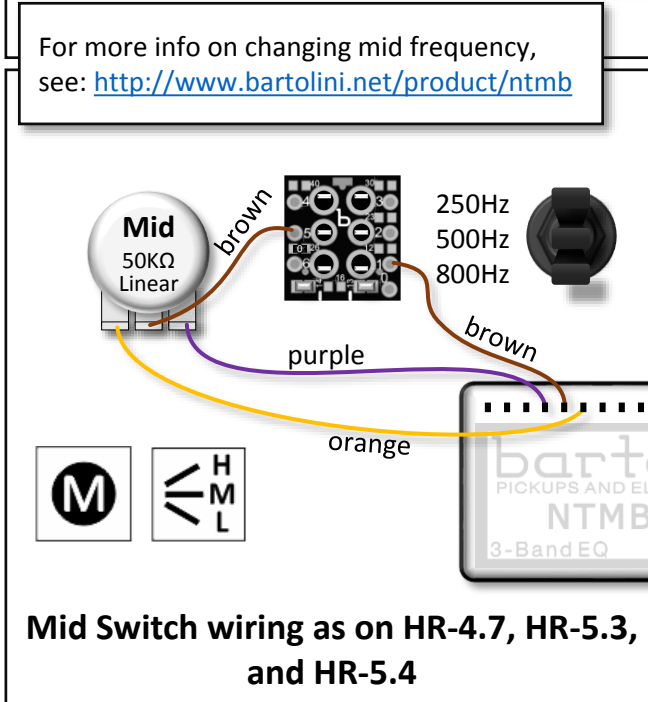 For more info on changing mid frequency,
see: http://www.bartolini.net/product/ntmb
Mid
50KΩ
Linear
brown
250Hz
500Hz
800Hz
brown
purple
orange
M
H
M
L
PICKUPS AND EL
NTMB
3-Band EQ
Mid Switch wiring as on HR-4.7, HR-5.3,
and HR-5.4